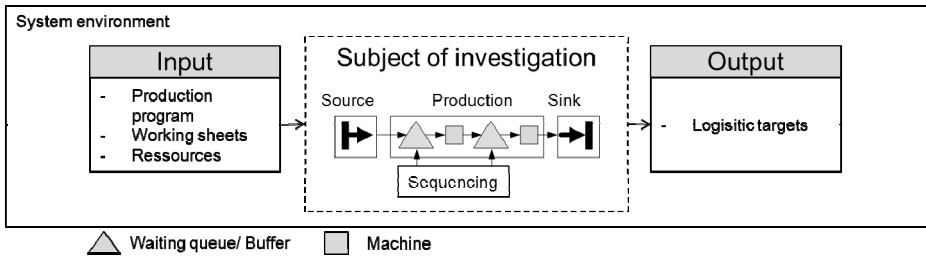 System environment
Input
- Production
program
- Working sheets
- Ressources
Subject of investigation
Source
Production
Sink
Sequencing
Output
- Logisitic targets
Waiting queue/ Buffer
Machine